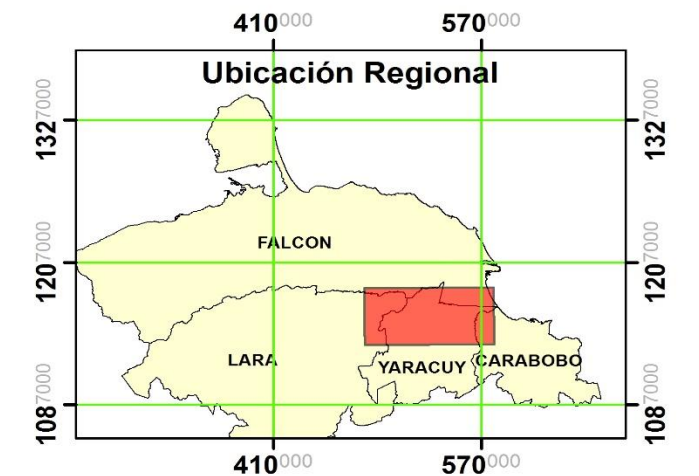 410000 570000
Ubicación Regional
1327000 1327000
FALCON
1207000 1207000
LARA
YARACUY CARABOBO
1087000 1087000
410000 570000